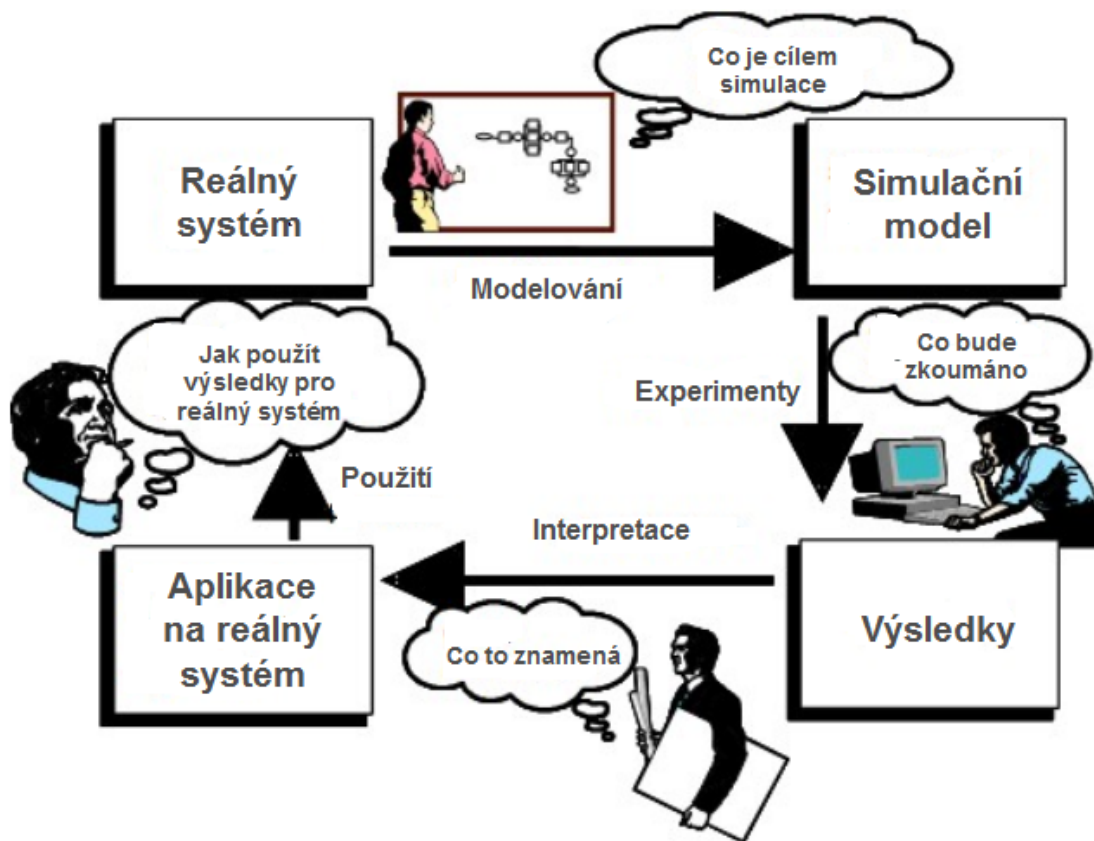 Co je cílem
simulace
Reálný
systém
Simulační
model
Modelování
Jak použít
výsledky pro
reálný systém
Co bude
zkoumáno
Experimenty
Použití
Interpretace
Aplikace
na reálný
systém
Výsledky
Co to znamená